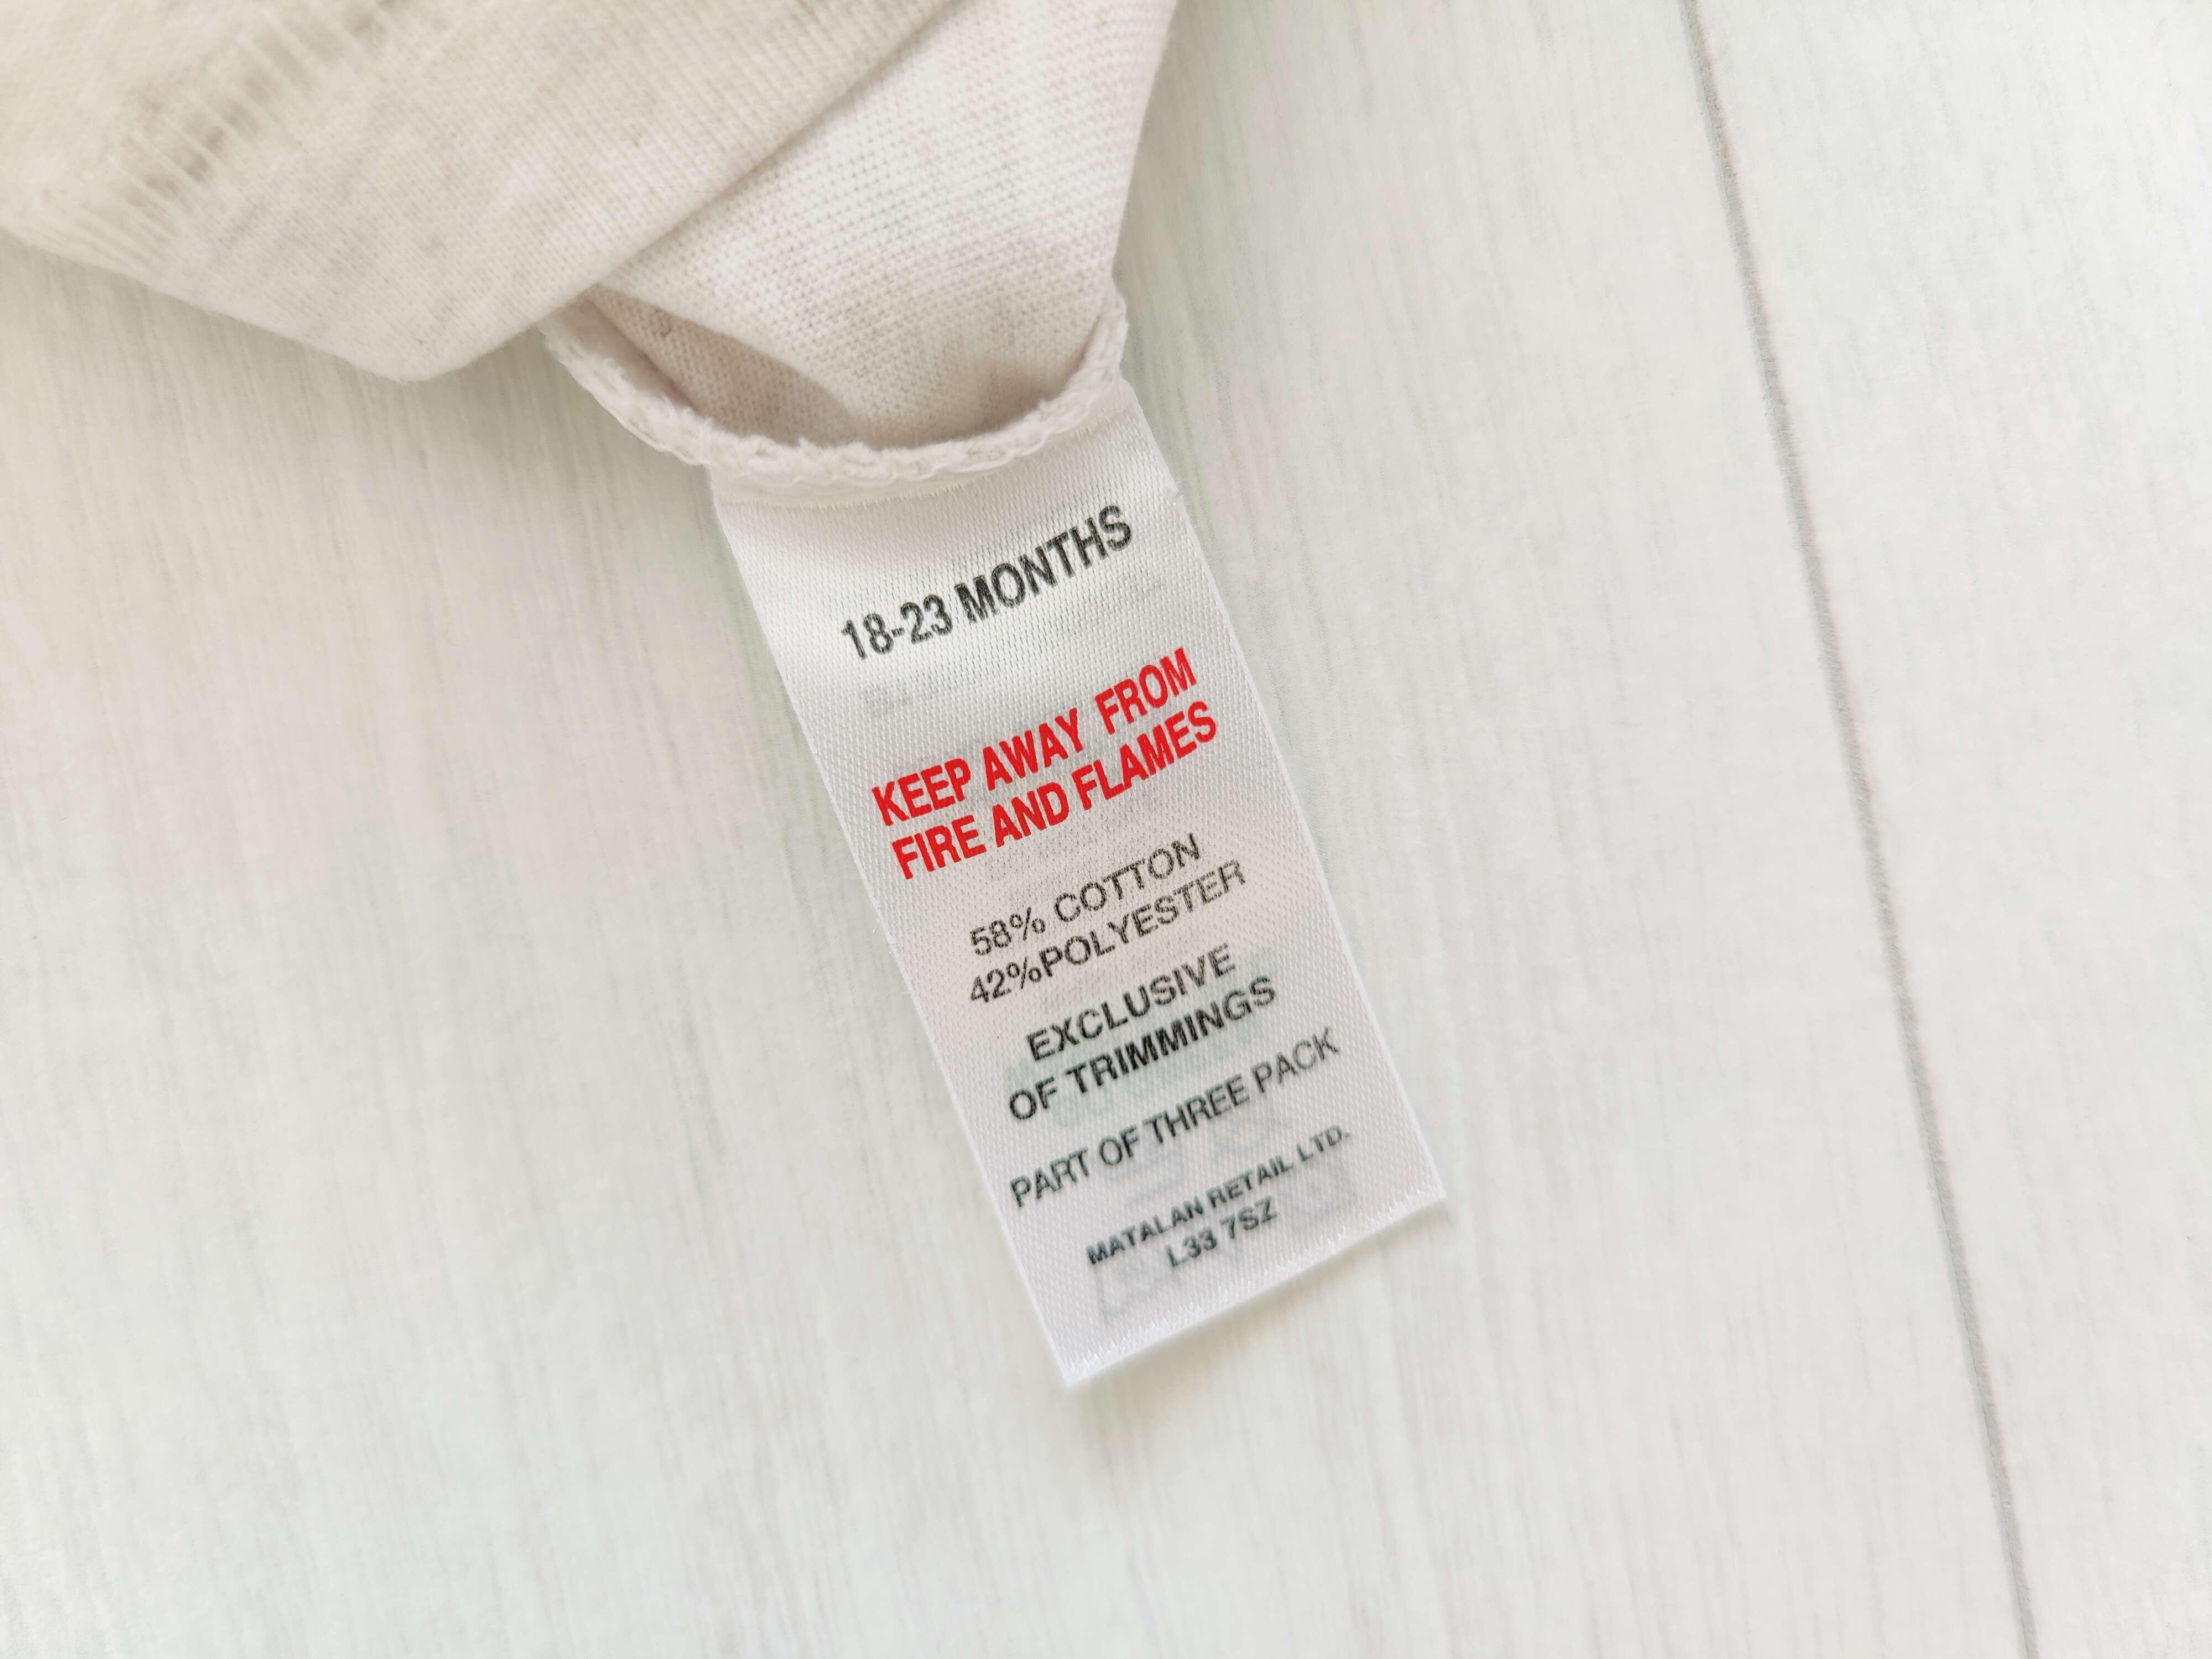 18-23 MONTHS
KEEP AWAY FROM
FIRE AND FLAMES
58% COTTON
42%POLYESTER
EXCLUSIVE
OF TRIMMINGS
PART OF THREE PACK
MATALAN RETAIL LTD.
L33 7SZ